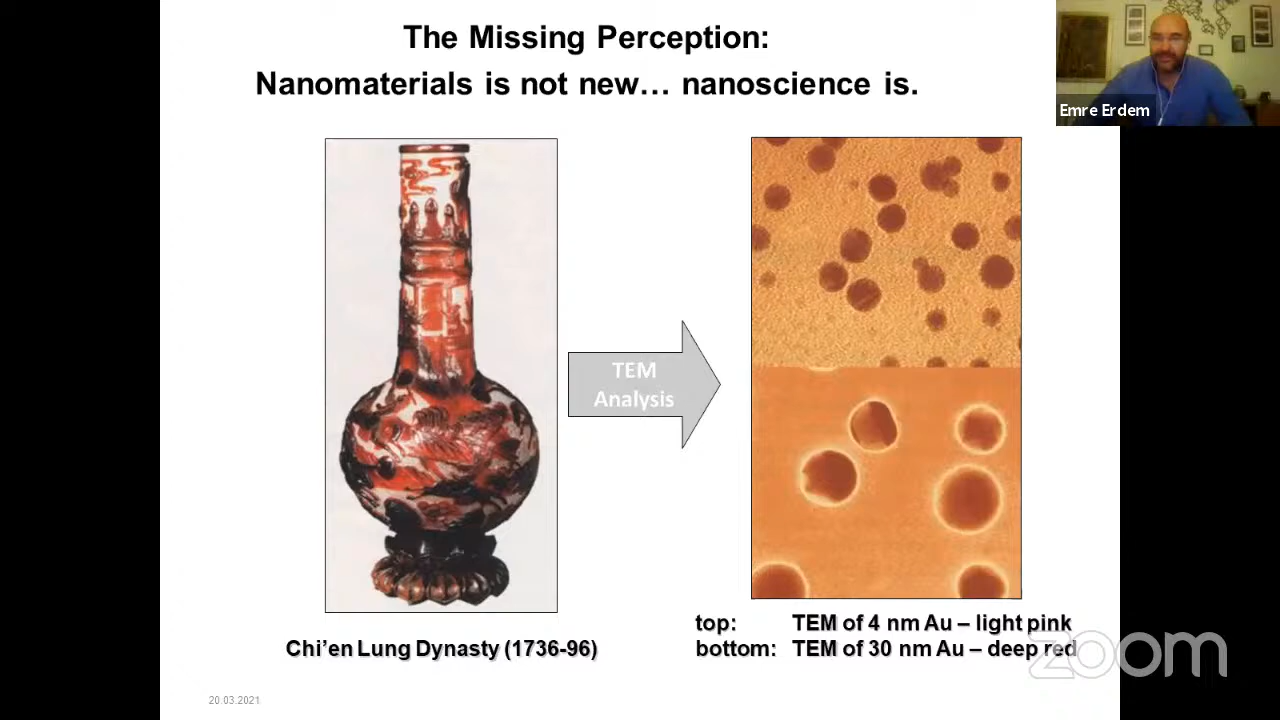 The Missing Perception:
Nanomaterials is not new… nanoscience is.
Emre Erdem
TEM
Analysis
Chi'en Lung Dynasty (1736-96)
top: TEM of 4 nm Au – light pink
bottom: TEM of 30 nm Au – deep red
zoom
20.03.2021